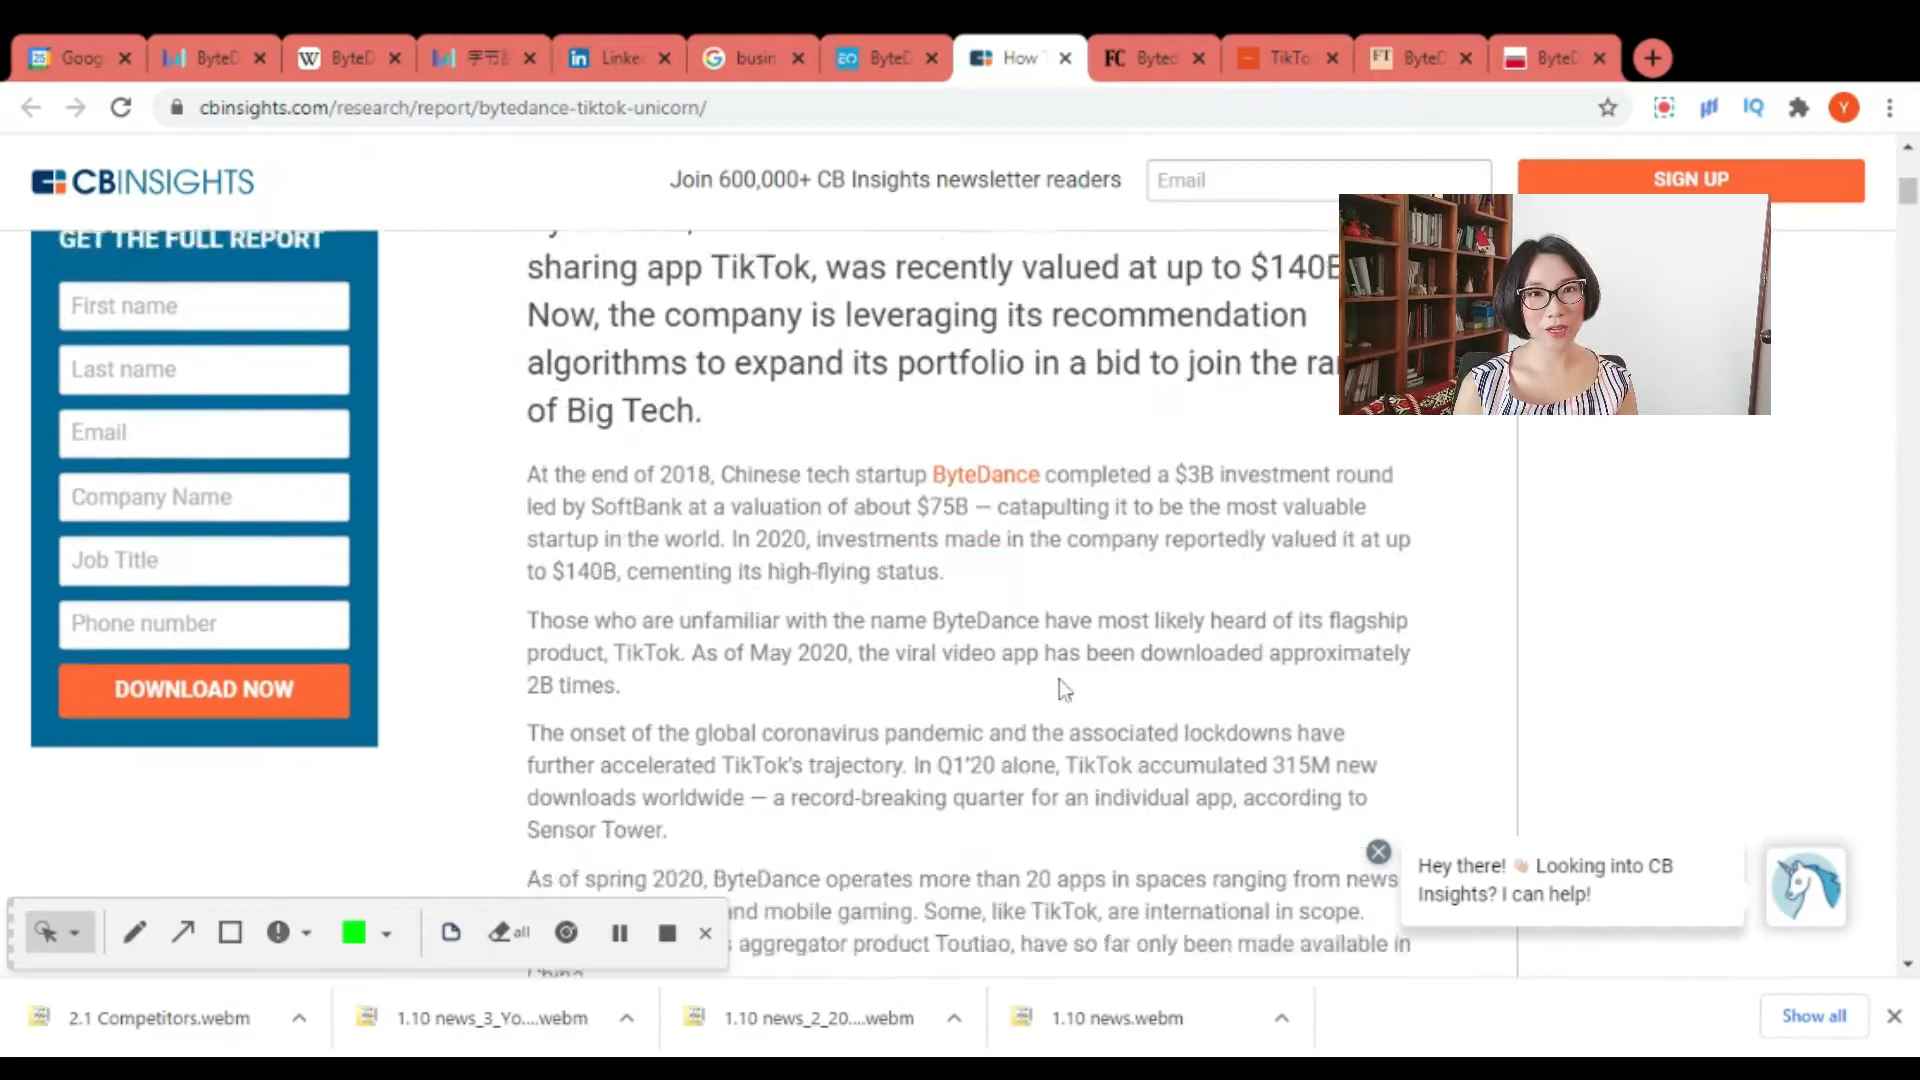 Goog
ByteD
ByteD
Linke
busin
ByteD
How T
Byted
TikTo
FT
ByteD
ByteD
cbinsights.com/research/report/bytedance-tiktok-unicorn/
IQ
Y
CBINSIGHTS
Join 600,000+ CB Insights newsletter readers
Email
SIGN UP
GET THE FULL REPORT
First name
Last name
Email
Company Name
Job Title
Phone number
DOWNLOAD NOW
sharing app TikTok, was recently valued at up to $140B
Now, the company is leveraging its recommendation
algorithms to expand its portfolio in a bid to join the ra
of Big Tech.
At the end of 2018, Chinese tech startup ByteDance completed a $3B investment round
led by SoftBank at a valuation of about $75B — catapulting it to be the most valuable
startup in the world. In 2020, investments made in the company reportedly valued it at up
to $140B, cementing its high-flying status.
Those who are unfamiliar with the name ByteDance have most likely heard of its flagship
product, TikTok. As of May 2020, the viral video app has been downloaded approximately
2B times.
The onset of the global coronavirus pandemic and the associated lockdowns have
further accelerated TikTok's trajectory. In Q1'20 alone, TikTok accumulated 315M new
downloads worldwide — a record-breaking quarter for an individual app, according to
Sensor Tower.
As of spring 2020, ByteDance operates more than 20 apps in spaces ranging from news
nd mobile gaming. Some, like TikTok, are international in scope.
s aggregator product Toutiao, have so far only been made available in
Hey there! 👋🏼 Looking into CB
Insights? I can help!
all
2.1 Competitors.webm
1.10 news_3_Yo....webm
1.10 news_2_20....webm
1.10 news.webm
Show all